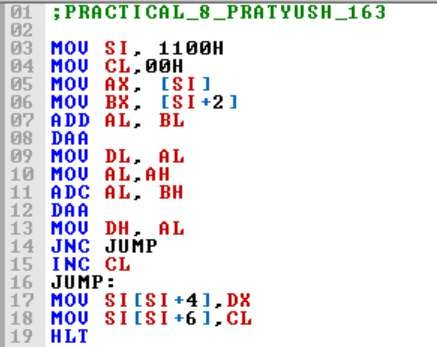 01 ;PRACTICAL_8_PRATYUSH_163
02
03 MOV SI, 1100H
04 MOV CL,00H
05 MOV AX, [SI]
06 MOV BX, [SI+2]
07 ADD AL, BL
08 DAA
09 MOV DL, AL
10 MOV AL,AH
11 ADC AL, BH
12 DAA
13 MOV DH, AL
14 JNC JUMP
15 INC CL
16 JUMP:
17 MOV SI[SI+4],DX
18 MOV SI[SI+6],CL
19 HLT